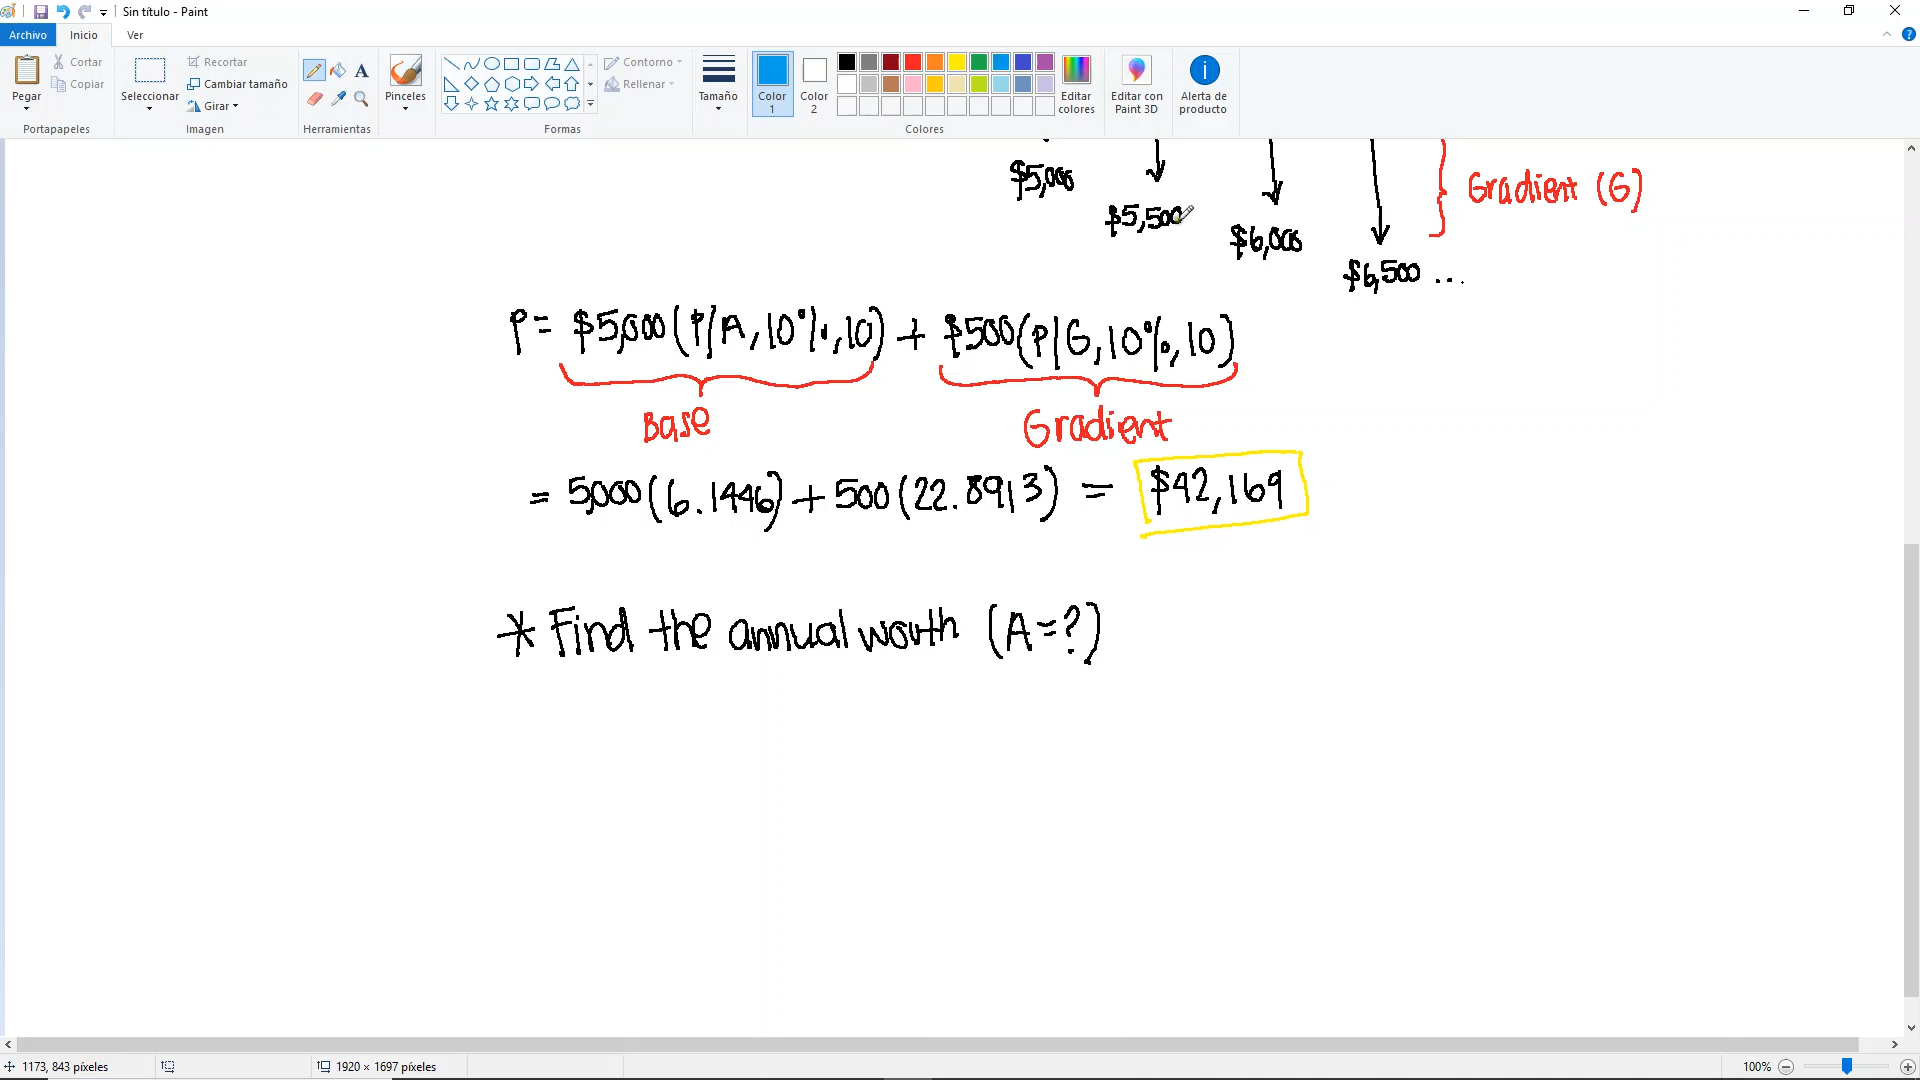 Sin título - Paint
Archivo Inicio Ver
Pegar
Cortar
Copiar
Portapapeles
Seleccionar
Recortar
Cambiar tamaño
Girar
Imagen
A
Herramientas
Pinceles
Contorno
Rellenar
Formas
Tamaño
Color 1
Color 2
Editar colores
Colores
Editar con Paint 3D
Alerta de producto
$5,000
$5,500
$6,000
$6,500 ...
Gradient (G)
P = $5,000(P|A, 10%, 10) + $500(P|G, 10%, 10)
Base
Gradient
= 5,000(6.1446) + 500(22.8913) = $42,169
* Find the annual worth (A=?)
1173, 843 píxeles
1920 × 1697 píxeles
100%